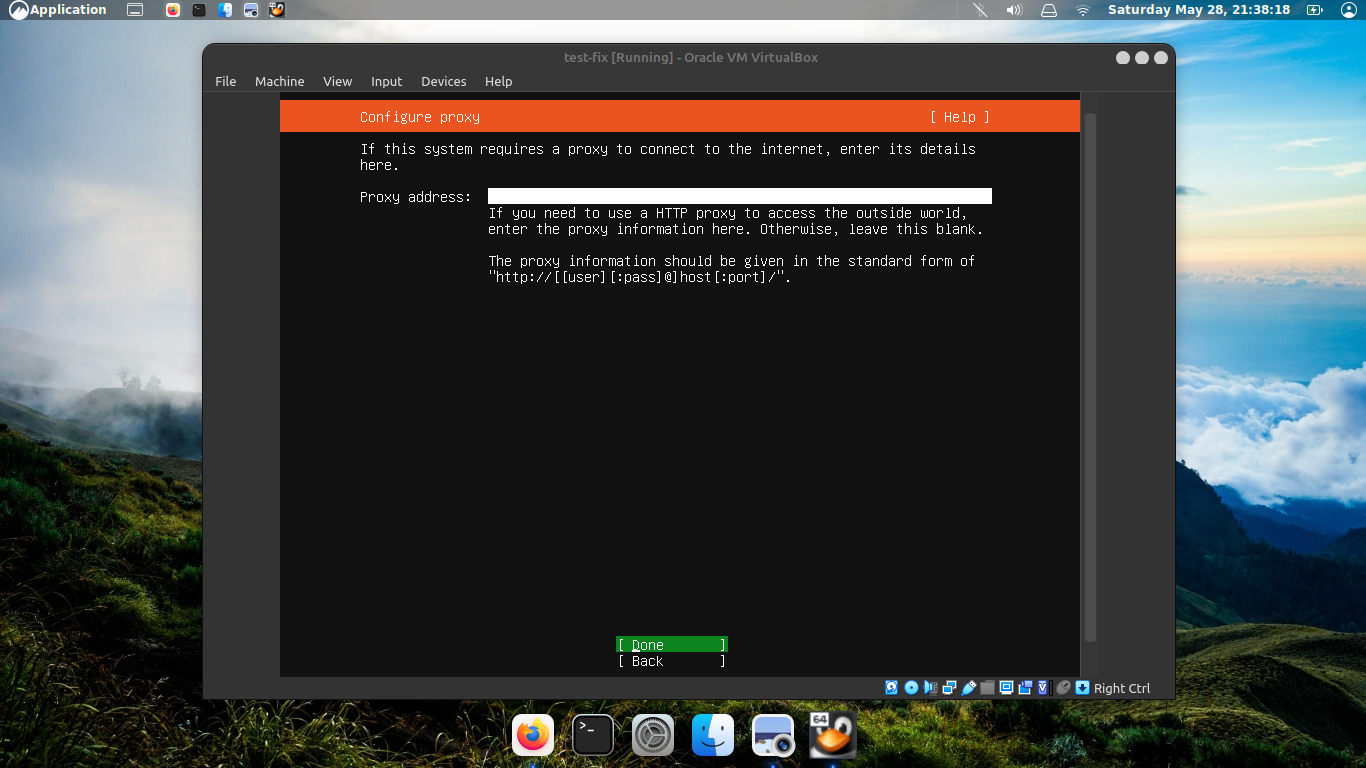 Application
Saturday May 28, 21:38:18
test-fix [Running] - Oracle VM VirtualBox
File Machine View Input Devices Help
Configure proxy [ Help ]
If this system requires a proxy to connect to the internet, enter its details
here.
Proxy address:
If you need to use a HTTP proxy to access the outside world,
enter the proxy information here. Otherwise, leave this blank.
The proxy information should be given in the standard form of
"http://[[user][:pass]@]host[:port]/".
[ Done ]
[ Back ]
Right Ctrl
64